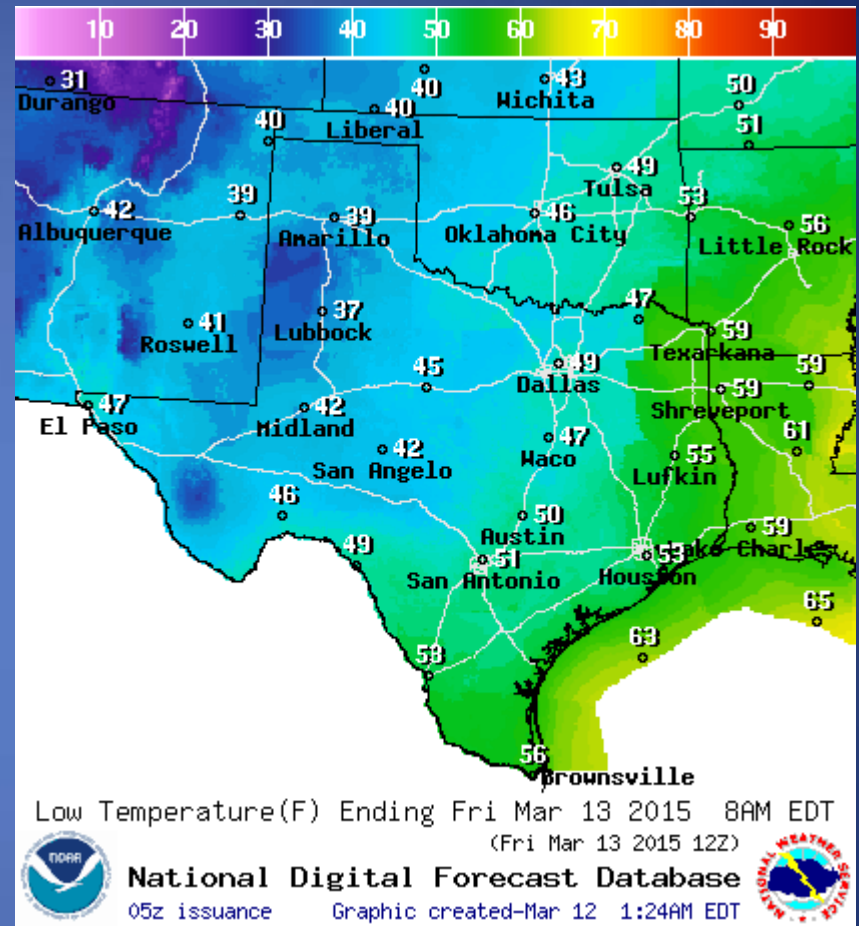 10 20 30 40 50 60 70 80 90
31
Durango
40
40
Liberal
43
Wichita
50
51
40
49
Tulsa
42
Albuquerque
39
39
Amarillo
46
Oklahoma City
53
56
Little Rock
41
Roswell
37
Lubbock
47
59
Texarkana
45
49
Dallas
59
59
Shreveport
47
El Paso
42
Midland
42
San Angelo
47
Waco
55
Lufkin
61
46
50
Austin
59
Lake Charles
49
51
San Antonio
53
Houston
65
63
53
56
Brownsville
Low Temperature(F) Ending Fri Mar 13 2015 8AM EDT
(Fri Mar 13 2015 12Z)
National Digital Forecast Database
05z issuance Graphic created-Mar 12 1:24AM EDT
NOAA
NATIONAL WEATHER SERVICE